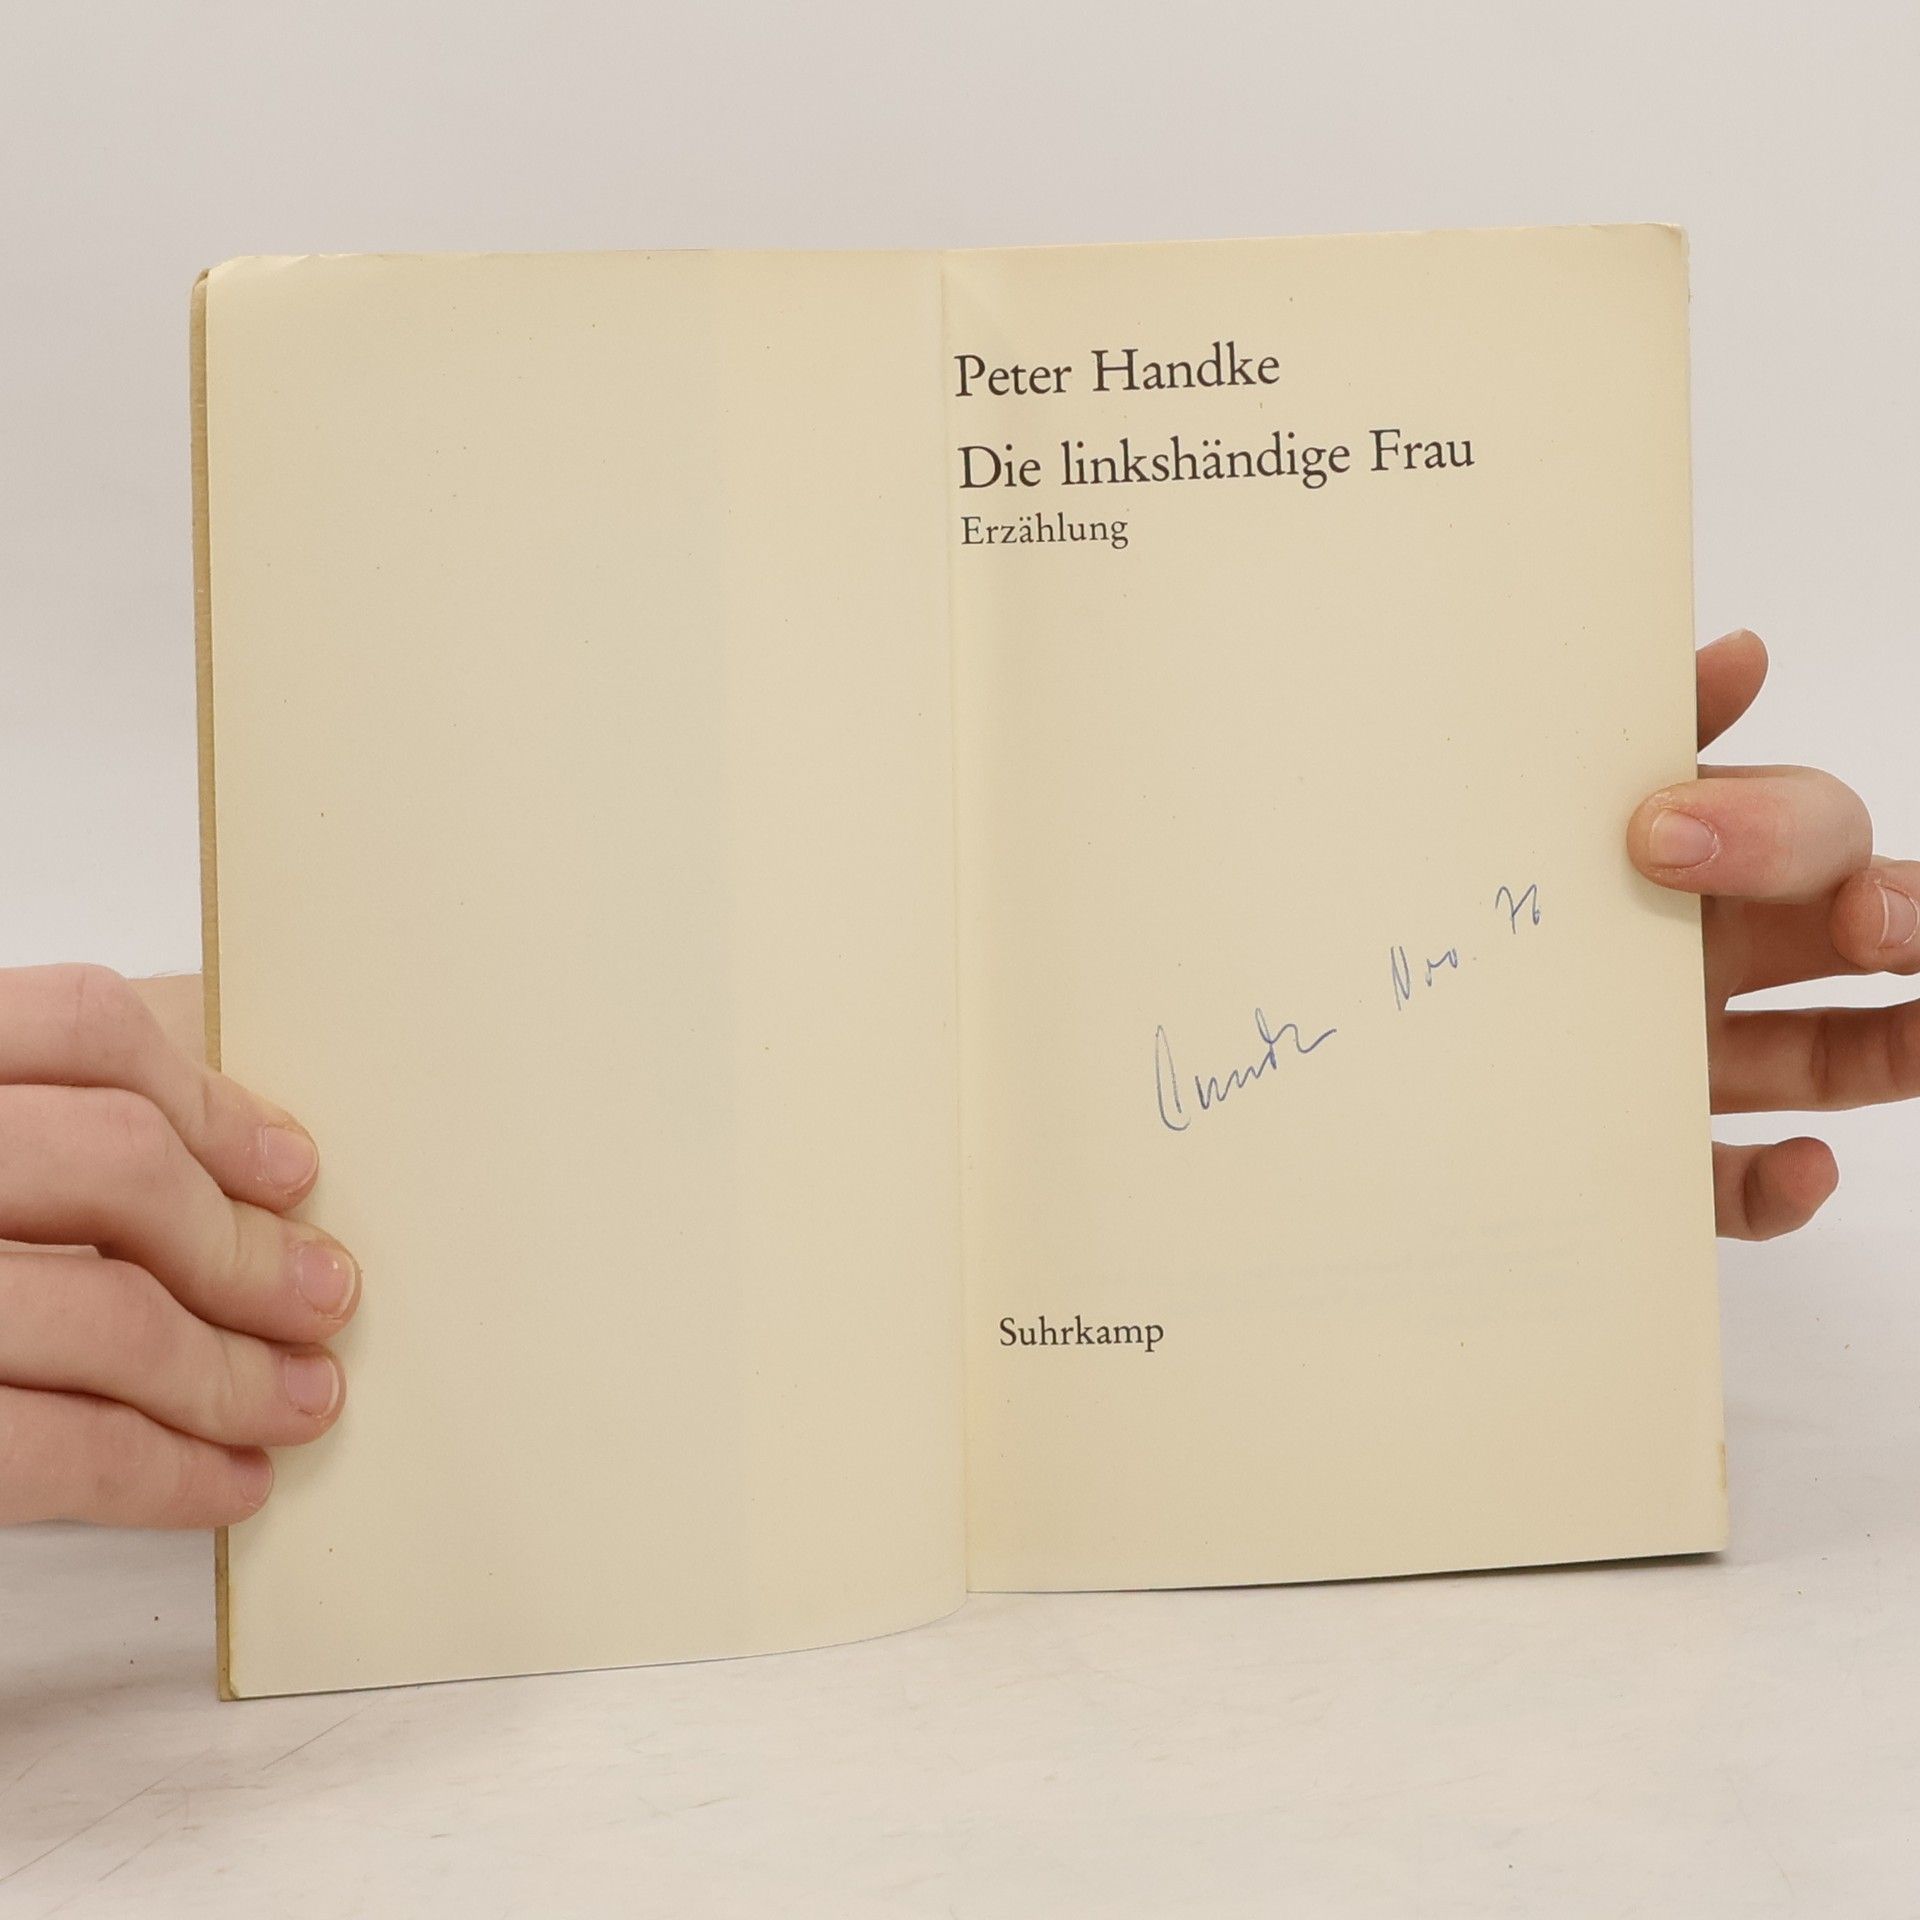 Peter Handke
Die linkshändige Frau
Erzählung
Nov. 76
Suhrkamp